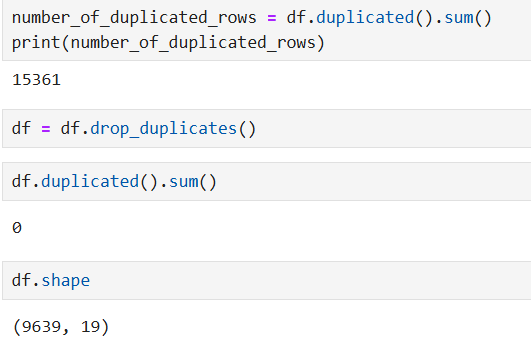 number_of_duplicated_rows = df.duplicated().sum()
print(number_of_duplicated_rows)
15361
df = df.drop_duplicates()
df.duplicated().sum()
0
df.shape
(9639, 19)